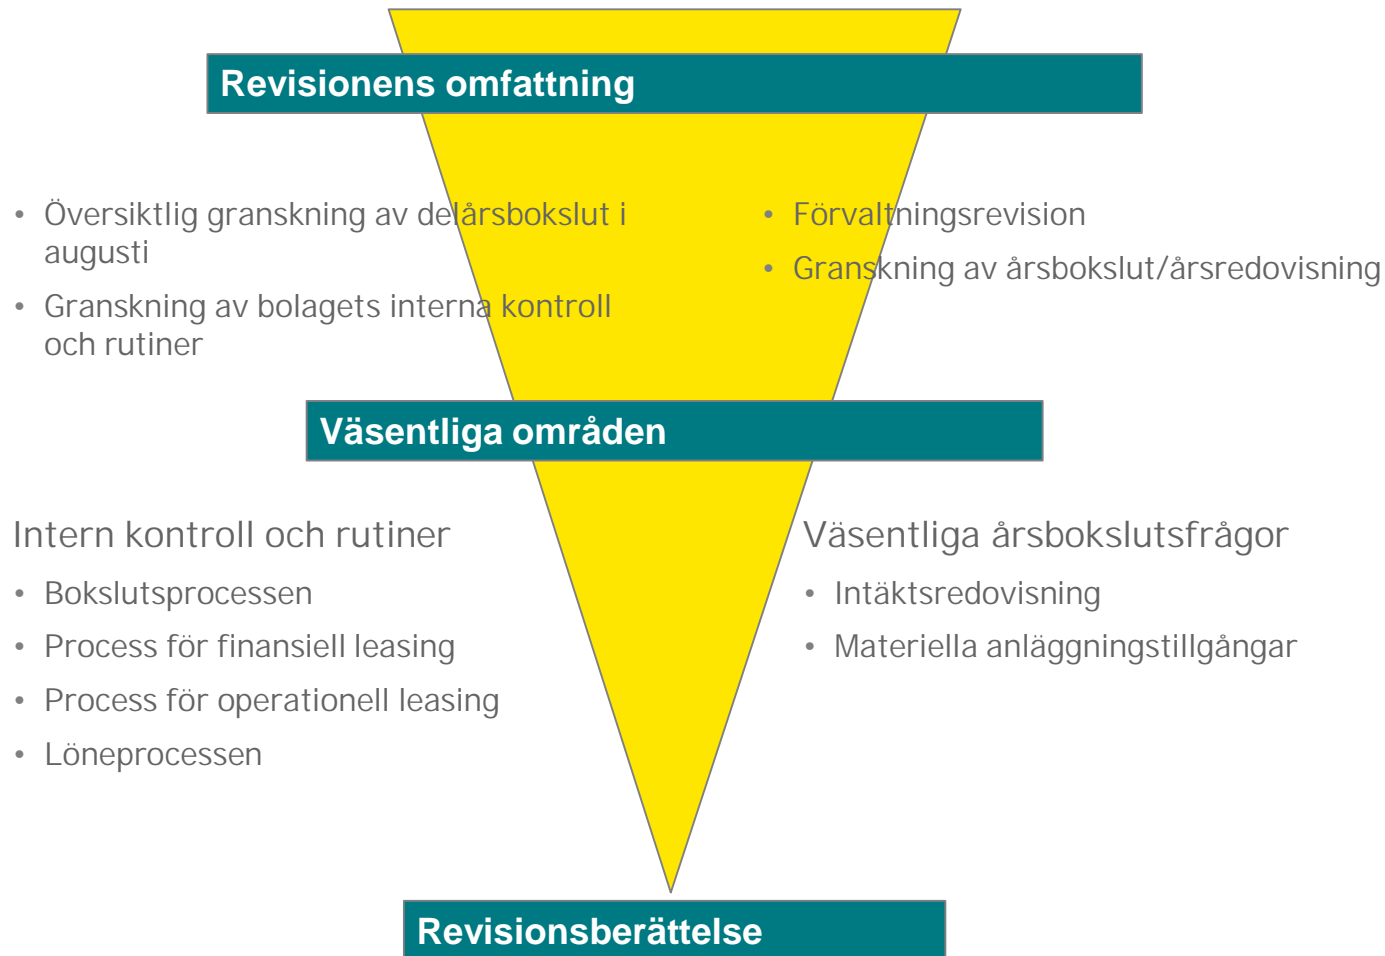 Revisionens omfattning
• Översiktlig granskning av delårsbokslut i
augusti
• Granskning av bolagets interna kontroll
och rutiner
• Förvaltningsrevision
• Granskning av årsbokslut/årsredovisning
Väsentliga områden
Intern kontroll och rutiner
• Bokslutsprocessen
• Process för finansiell leasing
• Process för operationell leasing
• Löneprocessen
Väsentliga årsbokslutsfrågor
• Intäktsredovisning
• Materiella anläggningstillgångar
Revisionsberättelse